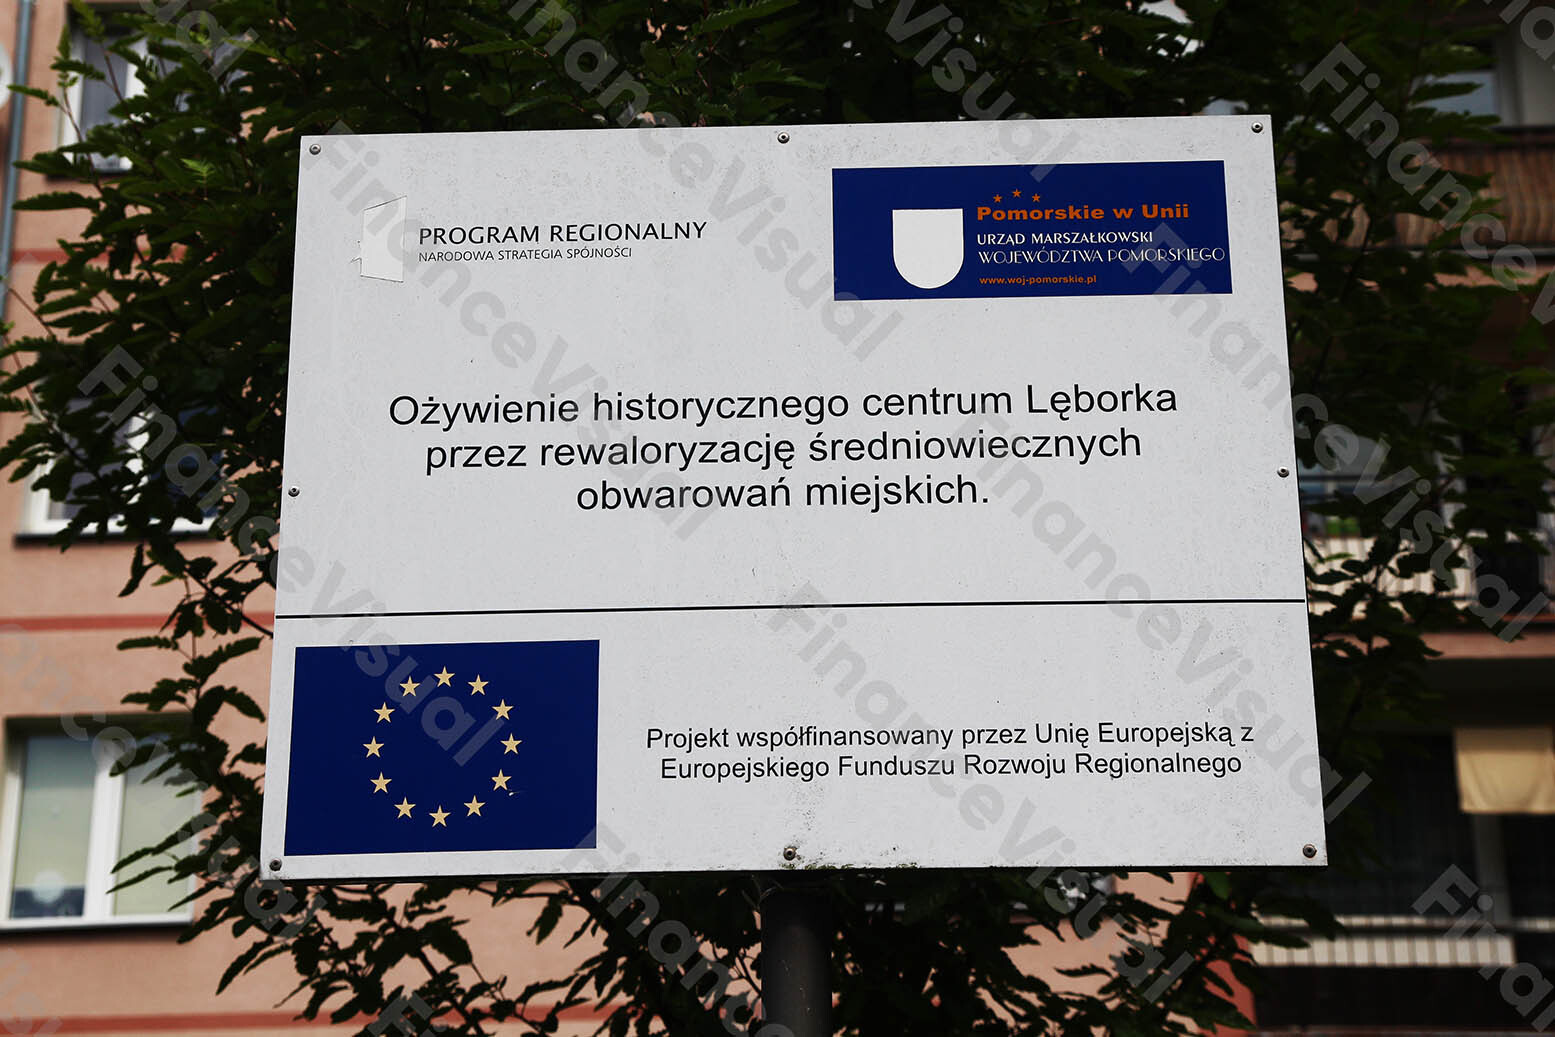 PROGRAM REGIONALNY
NARODOWA STRATEGIA SPÓJNOŚCI
Pomorskie w Unii
URZĄD MARSZAŁKOWSKI
WOJEWÓDZTWA POMORSKIEGO
www.woj-pomorskie.pl
Ożywienie historycznego centrum Lęborka
przez rewaloryzację średniowiecznych
obwarowań miejskich.
Projekt współfinansowany przez Unię Europejską z
Europejskiego Funduszu Rozwoju Regionalnego
FinanceVisual